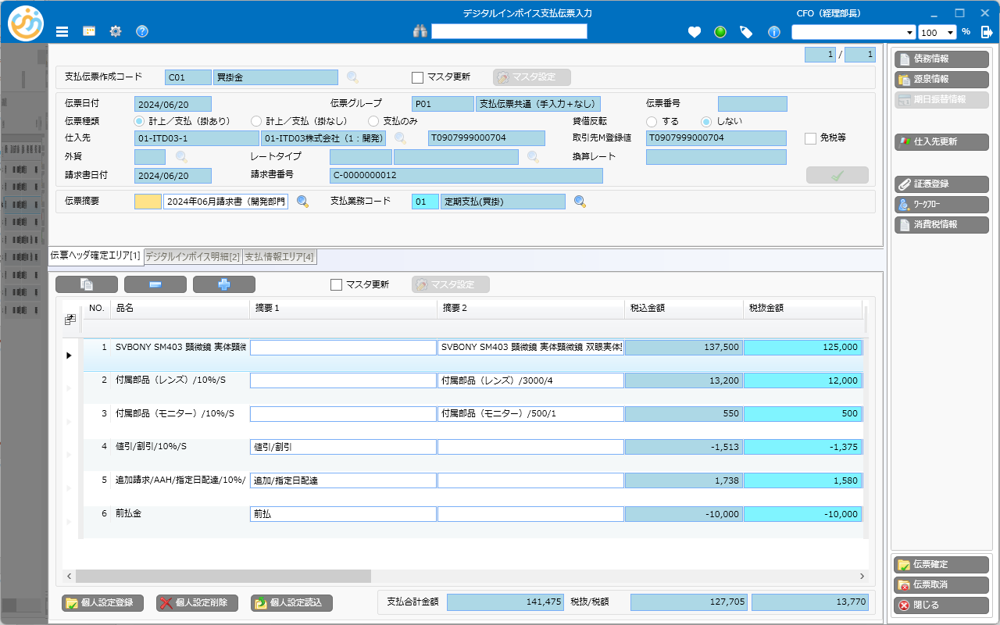 デジタルインボイス支払伝票入力
CFO（経理部長）
100
%
1 / 1
支払伝票作成コード C01 買掛金 マスタ更新 マスタ設定
伝票日付 2024/06/20 伝票グループ P01 支払伝票共通（手入力＋なし） 伝票番号
伝票種類 計上／支払（掛あり） 計上／支払（掛なし） 支払のみ 貸借反転 する しない
仕入先 01-ITD03-1 01-ITD03株式会社（1：開発） T0907999000704 取引先M登録値 T0907999000704 免税等
外貨 レートタイプ 換算レート
請求書日付 2024/06/20 請求書番号 C-0000000012
伝票摘要 2024年06月請求書（開発部門 支払業務コード 01 定期支払(買掛)
伝票ヘッダ確定エリア[1] デジタルインボイス明細[2] 支払情報エリア[4]
マスタ更新 マスタ設定
NO. 品名 摘要１ 摘要２ 税込金額 税抜金額
1 SVBONY SM403 顕微鏡 実体顕微 SVBONY SM403 顕微鏡 実体顕微鏡 双眼実体 137,500 125,000
2 付属部品（レンズ）/10%/S 付属部品（レンズ）/3000/4 13,200 12,000
3 付属部品（モニター）/10%/S 付属部品（モニター）/500/1 550 500
4 値引/割引/10%/S 値引/割引 -1,513 -1,375
5 追加請求/AAH/指定日配達/10%/ 追加/指定日配達 1,738 1,580
6 前払金 前払 -10,000 -10,000
個人設定登録 個人設定削除 個人設定読込 支払合計金額 141,475 税抜/税額 127,705 13,770
債務情報
源泉情報
期日振替情報
仕入先更新
証憑登録
ﾜｰｸﾌﾛｰ
消費税情報
伝票確定
伝票取消
閉じる